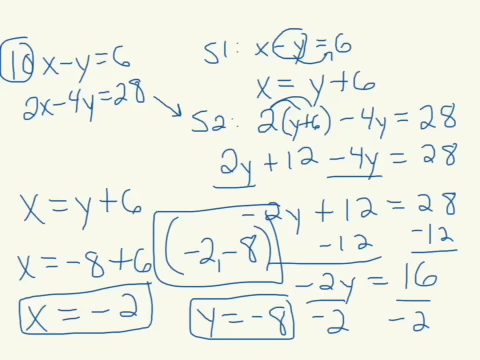 10 x-y=6
2x-4y=28
S1: x-y=6
x=y+6
S2: 2(y+6)-4y=28
2y+12-4y=28
-2y+12=28
-12 -12
-2y=16
-2 -2
y=-8
x=y+6
x=-8+6
x=-2
(-2,-8)